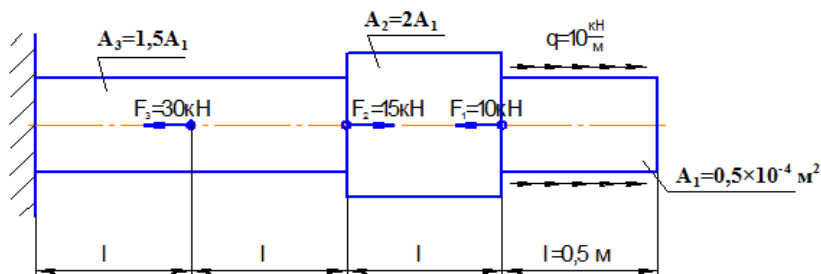 A₃=1,5A₁
A₂=2A₁
q=10 кН/м
F₃=30кН
F₂=15кН
F₁=10кН
A₁=0,5×10⁻⁴ м²
l
l
l
l=0,5 м